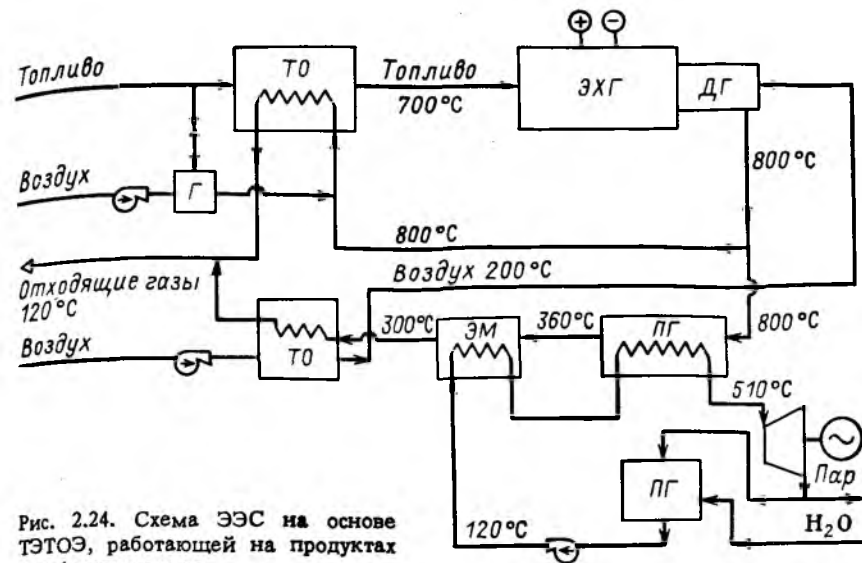 ⊕ ⊖
Топливо
ТО
Топливо
700°C
ЭХГ
ДГ
800°C
Воздух
Г
800°C
Воздух 200°C
Отходящие газы
120°C
Воздух
ТО
300°C
ЭМ
360°C
ПГ
800°C
510°C
Пар
ПГ
H₂O
120°C
Рис. 2.24. Схема ЭЭС на основе
ТЭТОЭ, работающей на продуктах